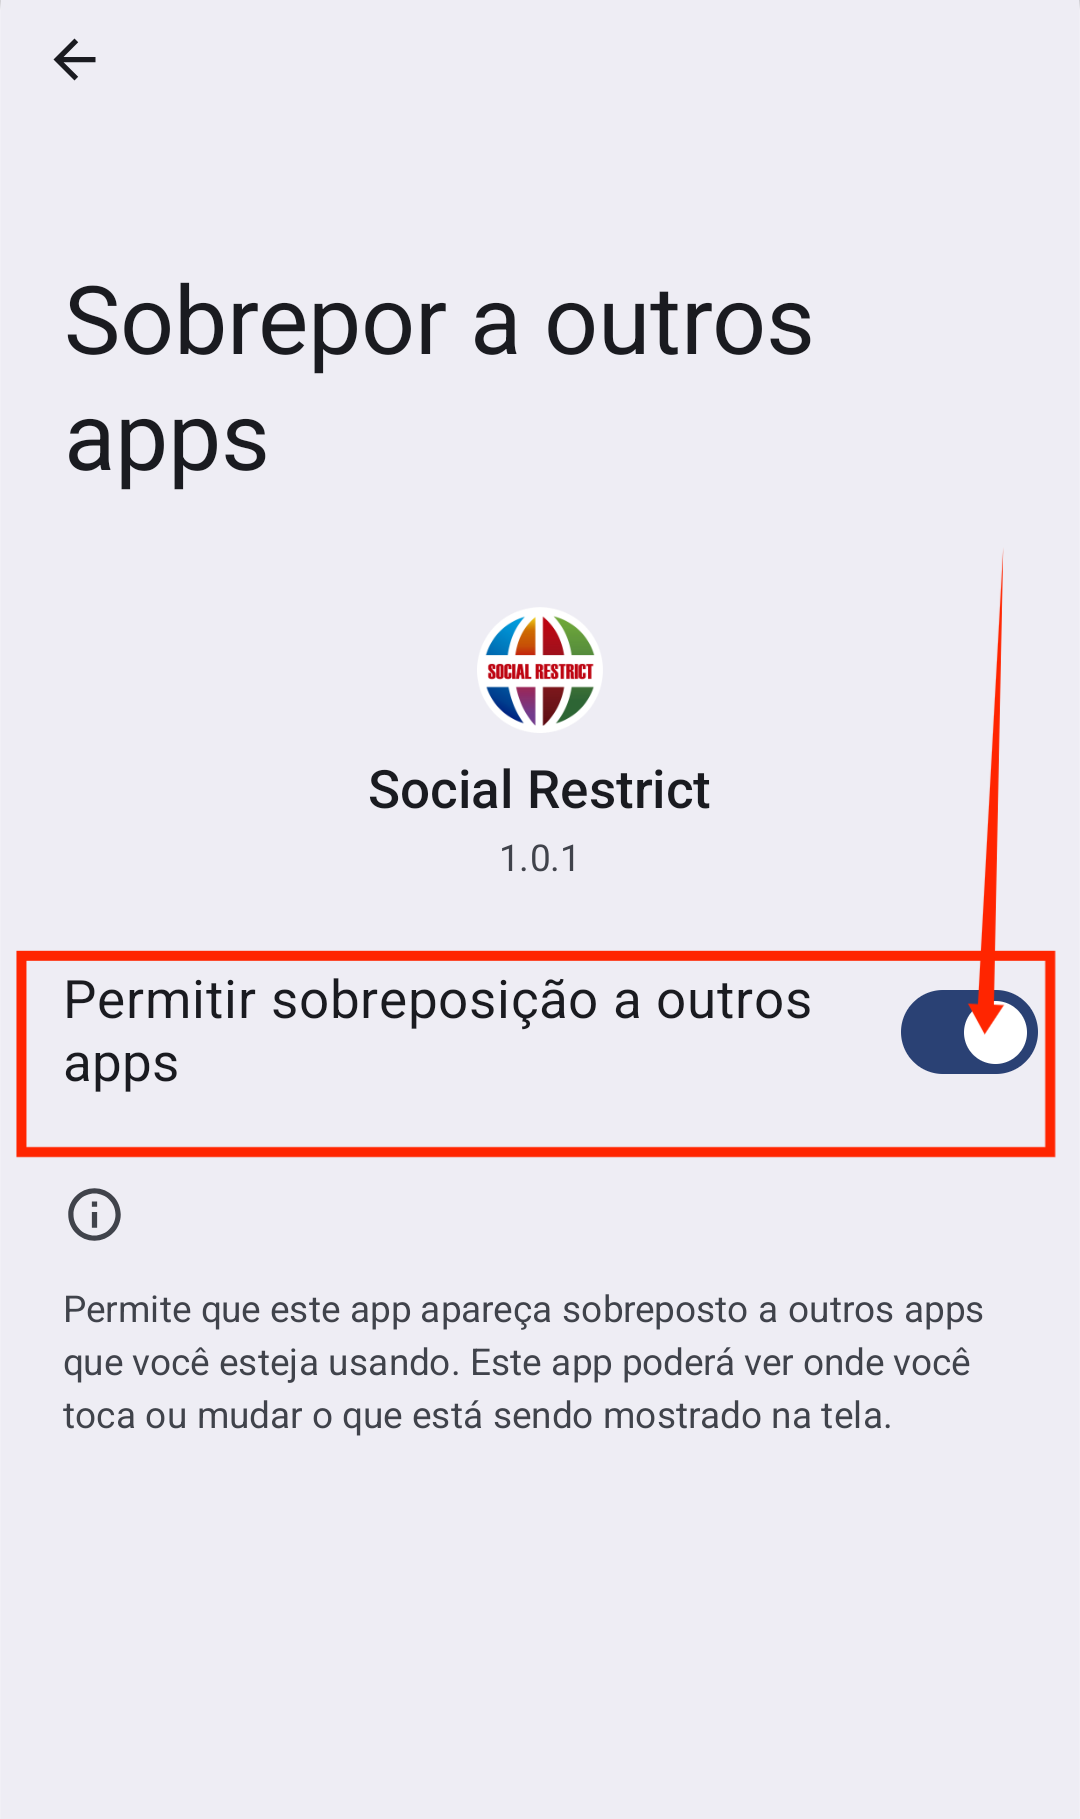 Sobrepor a outros
apps
SOCIAL RESTRICT
Social Restrict
1.0.1
Permitir sobreposição a outros
apps
Permite que este app apareça sobreposto a outros apps
que você esteja usando. Este app poderá ver onde você
toca ou mudar o que está sendo mostrado na tela.